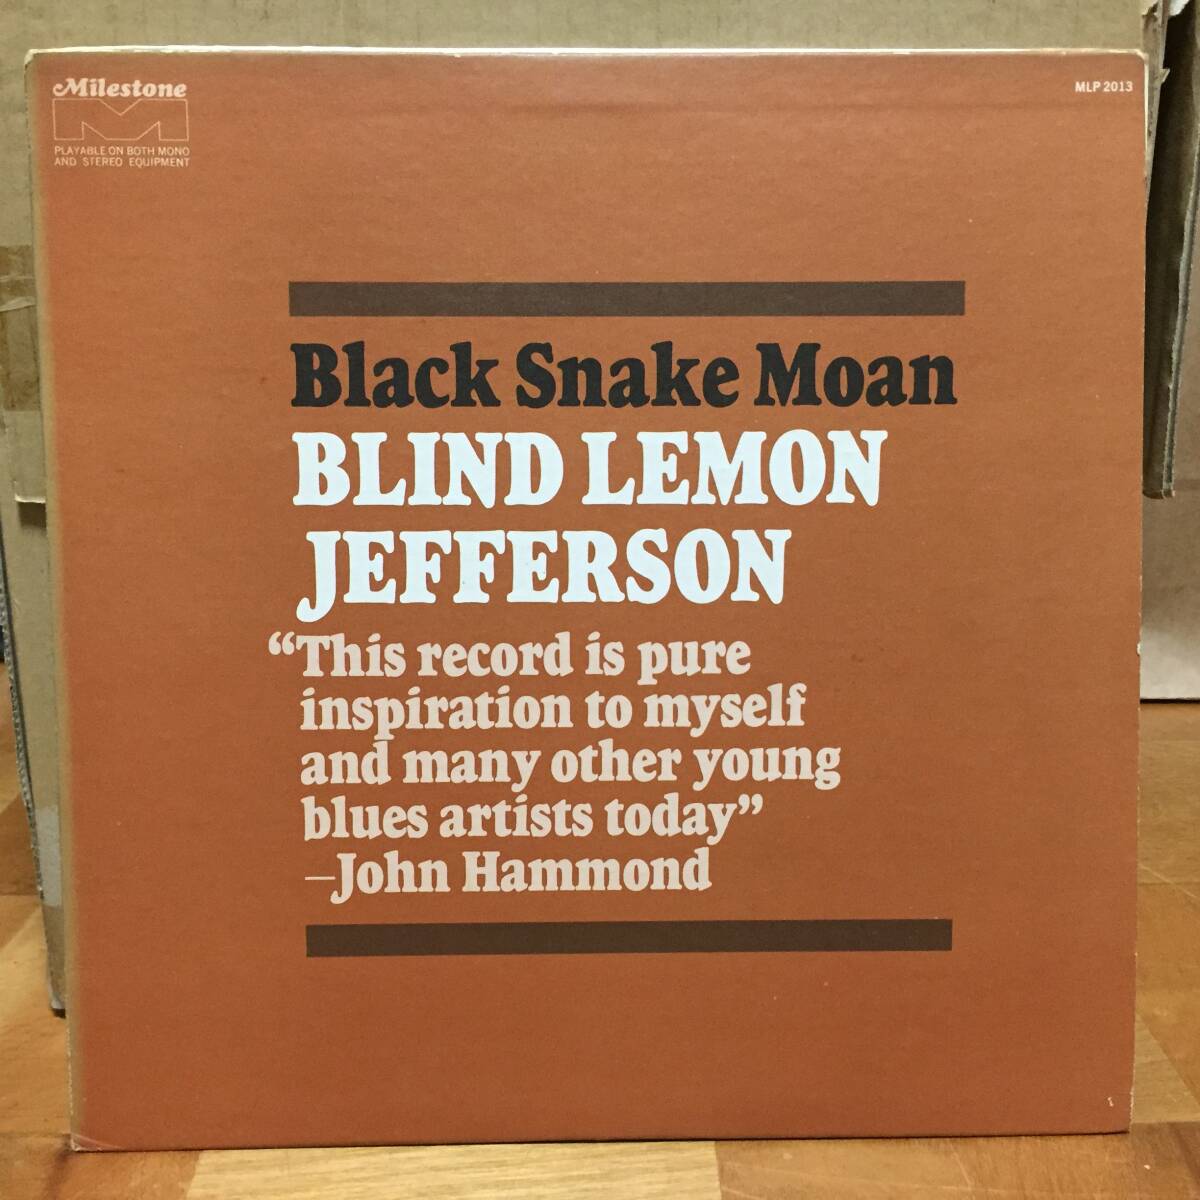 Milestone
PLAYABLE ON BOTH MONO
AND STEREO EQUIPMENT
MLP 2013
Black Snake Moan
BLIND LEMON
JEFFERSON
“This record is pure
inspiration to myself
and many other young
blues artists today”
—John Hammond